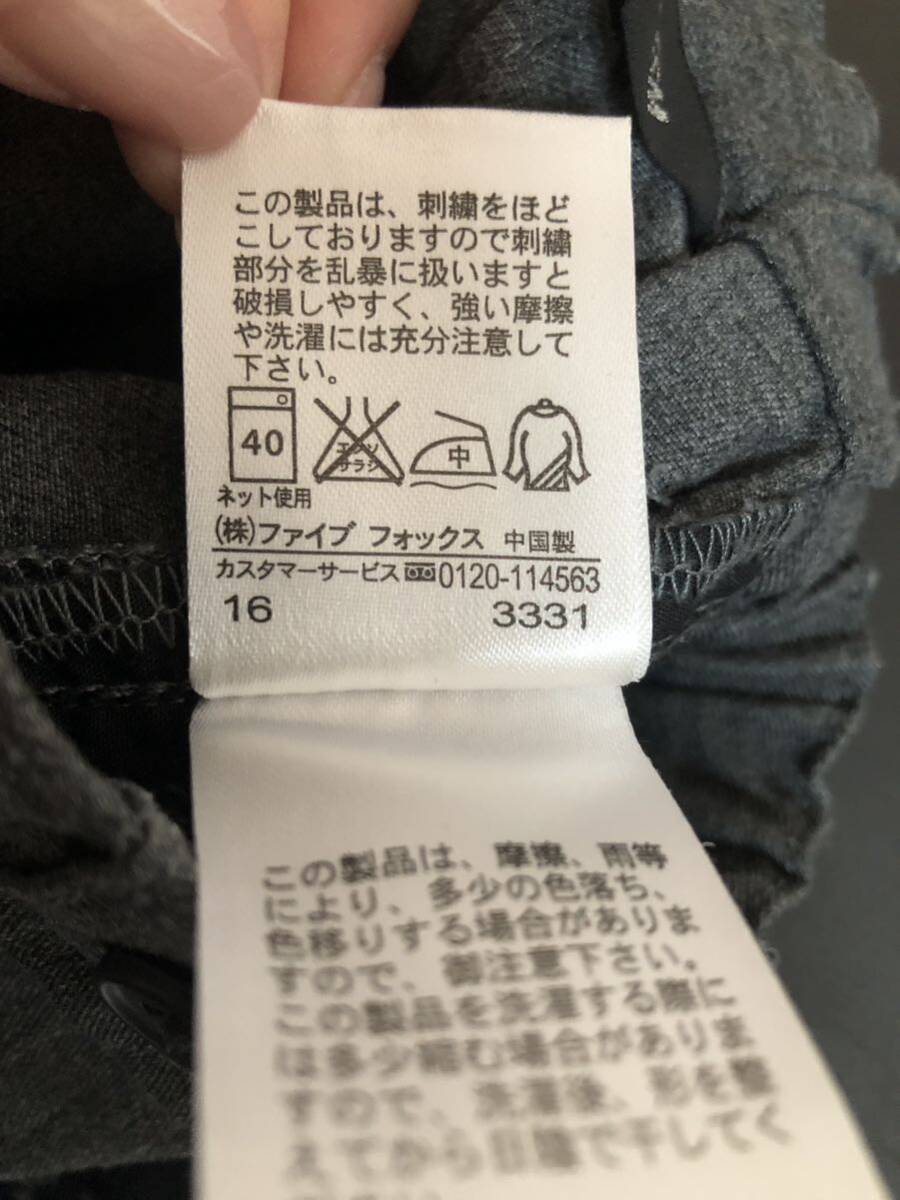 この製品は、刺繍をほど
こしておりますので刺繍
部分を乱暴に扱いますと
破損しやすく、強い摩擦
や洗濯には充分注意して
下さい。
40
エンソ
サラシ
中
ネット使用
(株)ファイブ フォックス 中国製
カスタマーサービス 0120-114563
16 3331
この製品は、摩擦、雨等
により、多少の色落ち、
色移りする場合がありま
すので、御注意下さい。
この製品を洗濯する際に
は多少縮む場合がありま
すので、洗濯後、形を整
えてから日陰で干してく